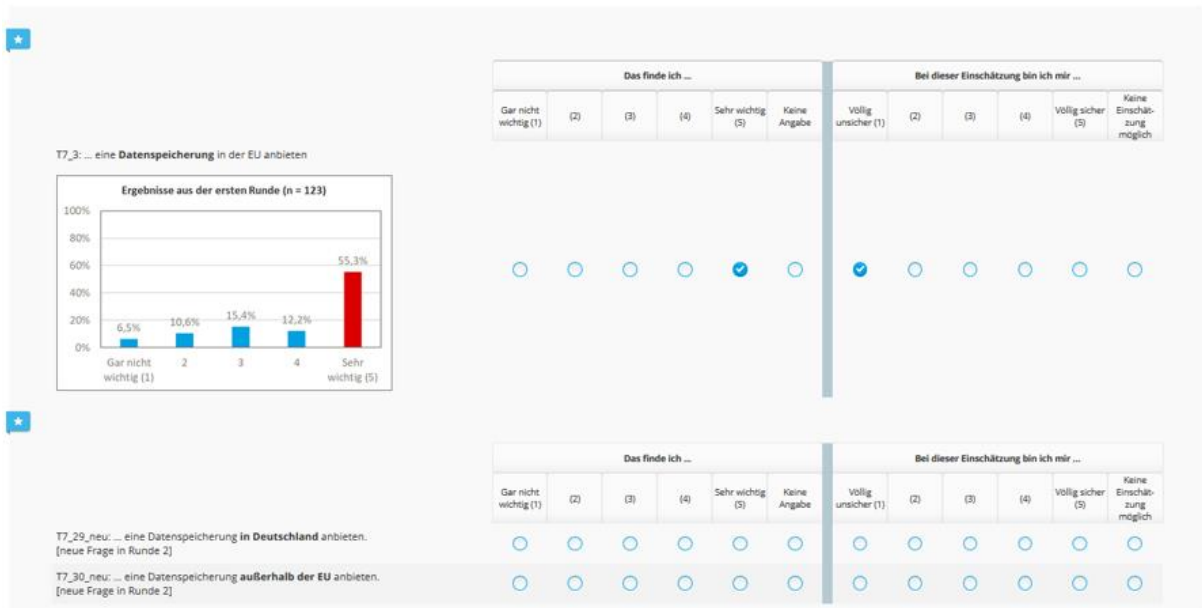 Das finde ich ...
Bei dieser Einschätzung bin ich mir ...
Gar nicht wichtig (1)
(2)
(3)
(4)
Sehr wichtig (5)
Keine Angabe
Völlig unsicher (1)
(2)
(3)
(4)
Völlig sicher (5)
Keine Einschät-
zung
möglich
T7_3: ... eine Datenspeicherung in der EU anbieten
Ergebnisse aus der ersten Runde (n = 123)
100%
80%
60%
40%
20%
0%
6,5%
10,6%
15,4%
12,2%
55,3%
Gar nicht wichtig (1)
2
3
4
Sehr wichtig (5)
Das finde ich ...
Bei dieser Einschätzung bin ich mir ...
Gar nicht wichtig (1)
(2)
(3)
(4)
Sehr wichtig (5)
Keine Angabe
Völlig unsicher (1)
(2)
(3)
(4)
Völlig sicher (5)
Keine Einschät-
zung
möglich
T7_29_neu: ... eine Datenspeicherung in Deutschland anbieten.
[neue Frage in Runde 2]
T7_30_neu: ... eine Datenspeicherung außerhalb der EU anbieten.
[neue Frage in Runde 2]